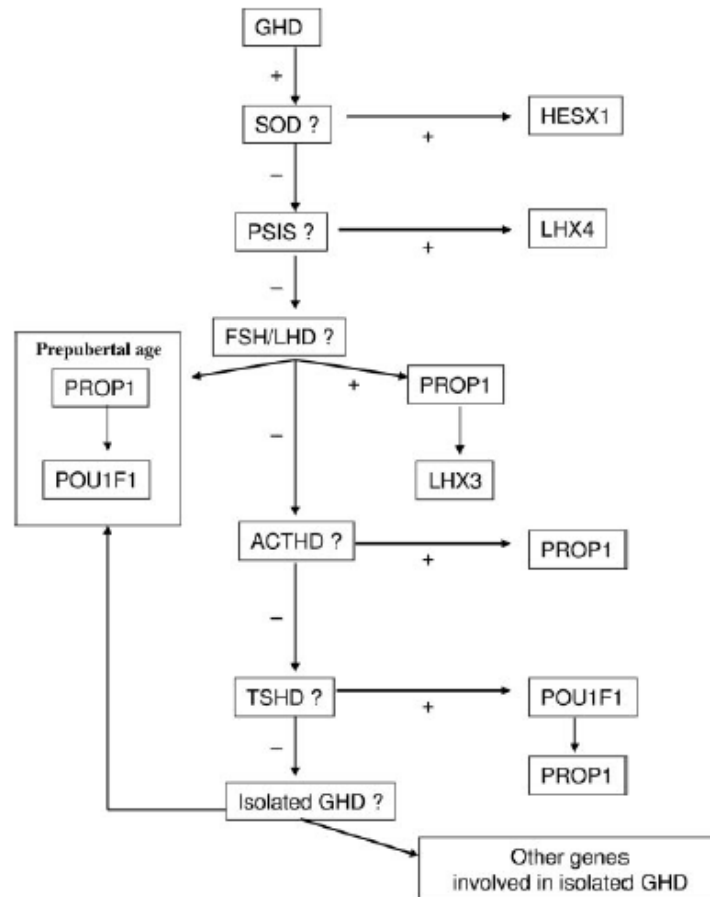 GHD
+
SOD ?
+
HESX1
–
PSIS ?
+
LHX4
–
FSH/LHD ?
Prepubertal age
PROP1
POU1F1
+
PROP1
LHX3
–
ACTHD ?
+
PROP1
–
TSHD ?
+
POU1F1
PROP1
–
Isolated GHD ?
Other genes
involved in isolated GHD